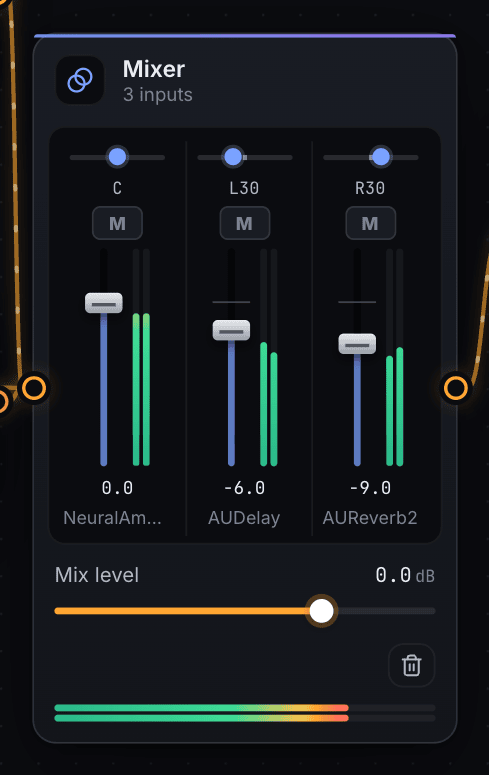 Mixer
3 inputs
C L30 R30
M M M
0.0 -6.0 -9.0
NeuralAm... AUDelay AUReverb2
Mix level 0.0 dB